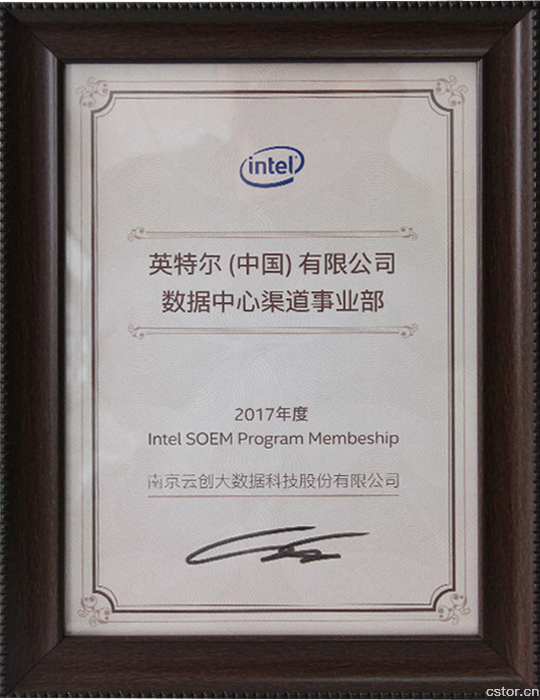 intel
英特尔 (中国) 有限公司
数据中心渠道事业部
2017年度
Intel SOEM Program Membeship
南京云创大数据科技股份有限公司
cstor.cn